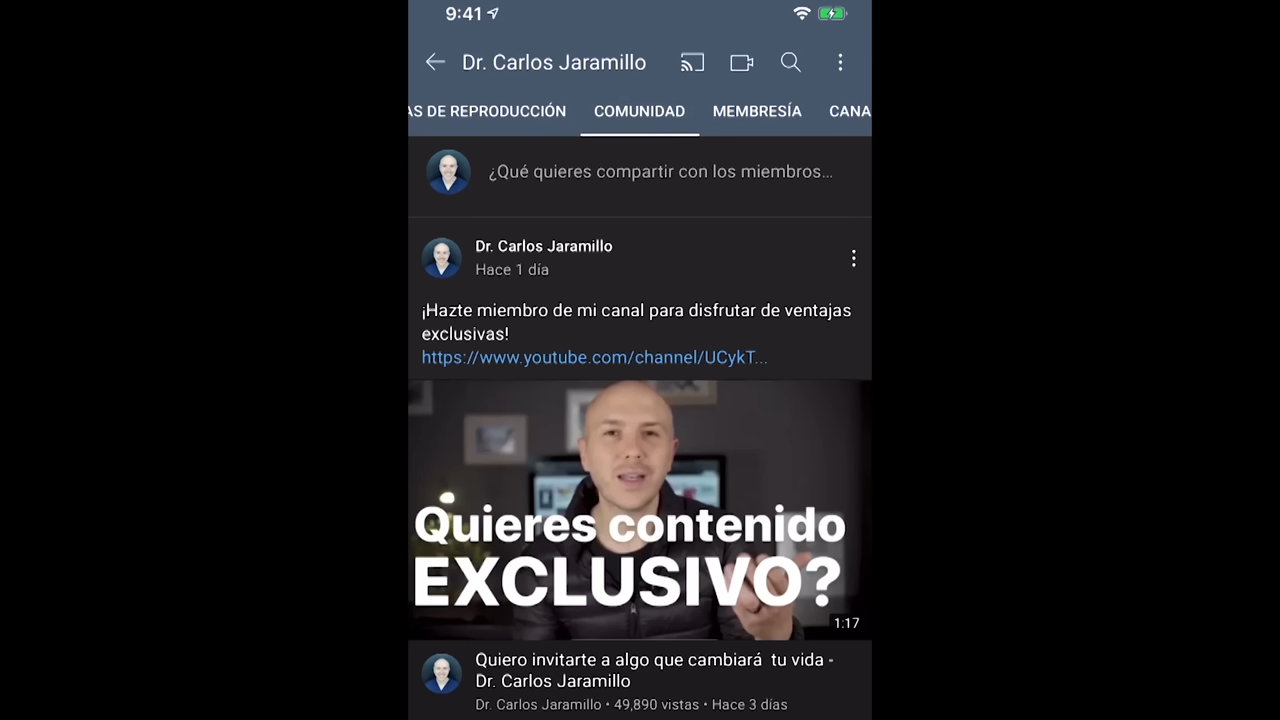 9:41
Dr. Carlos Jaramillo
AS DE REPRODUCCIÓN COMUNIDAD MEMBRESÍA CANA
¿Qué quieres compartir con los miembros...
Dr. Carlos Jaramillo
Hace 1 día
¡Hazte miembro de mi canal para disfrutar de ventajas
exclusivas!
https://www.youtube.com/channel/UCykT...
Quieres contenido
EXCLUSIVO?
1:17
Quiero invitarte a algo que cambiará tu vida -
Dr. Carlos Jaramillo
Dr. Carlos Jaramillo • 49,890 vistas • Hace 3 días